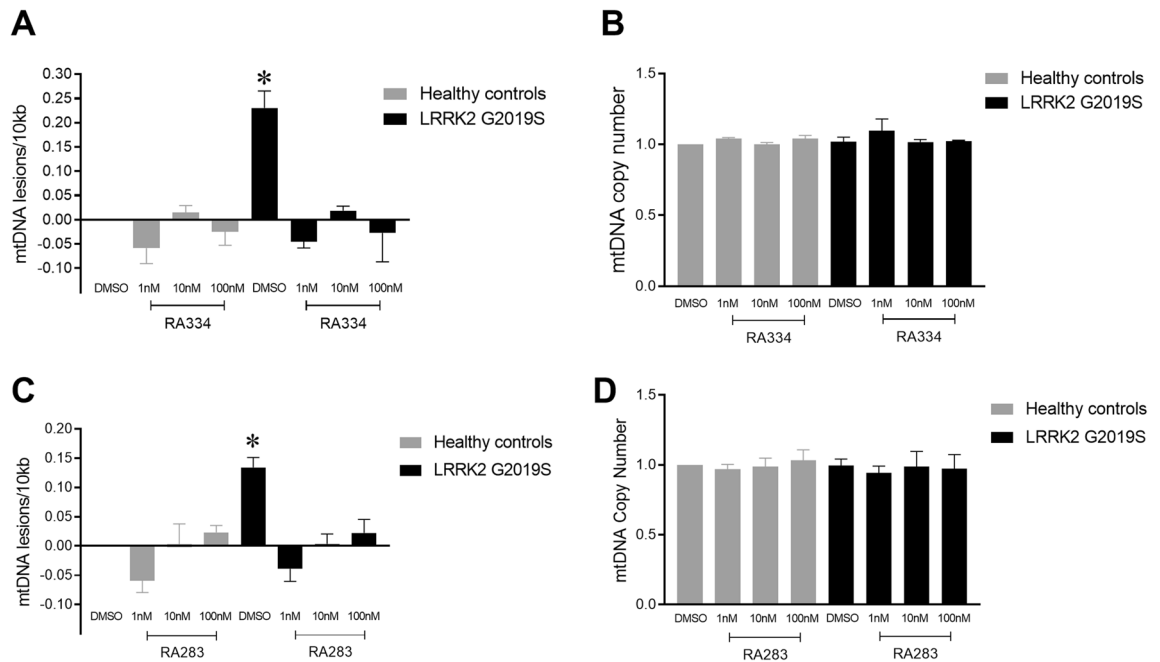 A
mtDNA lesions/10kb
0.30
0.25
0.20
0.15
0.10
0.05
0.00
-0.05
-0.10
*
Healthy controls
LRRK2 G2019S
DMSO 1nM 10nM 100nM DMSO 1nM 10nM 100nM
RA334 RA334
B
mtDNA copy number
1.5
1.0
0.5
0.0
Healthy controls
LRRK2 G2019S
DMSO 1nM 10nM 100nM DMSO 1nM 10nM 100nM
RA334 RA334
C
mtDNA lesions/10kb
0.20
0.15
0.10
0.05
0.00
-0.05
-0.10
*
Healthy controls
LRRK2 G2019S
DMSO 1nM 10nM 100nM DMSO 1nM 10nM 100nM
RA283 RA283
D
mtDNA Copy Number
1.5
1.0
0.5
0.0
Healthy controls
LRRK2 G2019S
DMSO 1nM 10nM 100nM DMSO 1nM 10nM 100nM
RA283 RA283